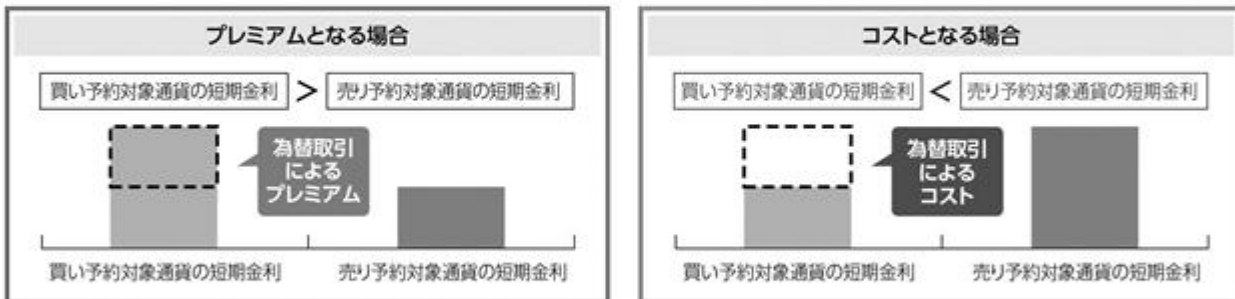 プレミアムとなる場合
買い予約対象通貨の短期金利 > 売り予約対象通貨の短期金利
為替取引
による
プレミアム
買い予約対象通貨の短期金利
売り予約対象通貨の短期金利
コストとなる場合
買い予約対象通貨の短期金利 < 売り予約対象通貨の短期金利
為替取引
による
コスト
買い予約対象通貨の短期金利
売り予約対象通貨の短期金利